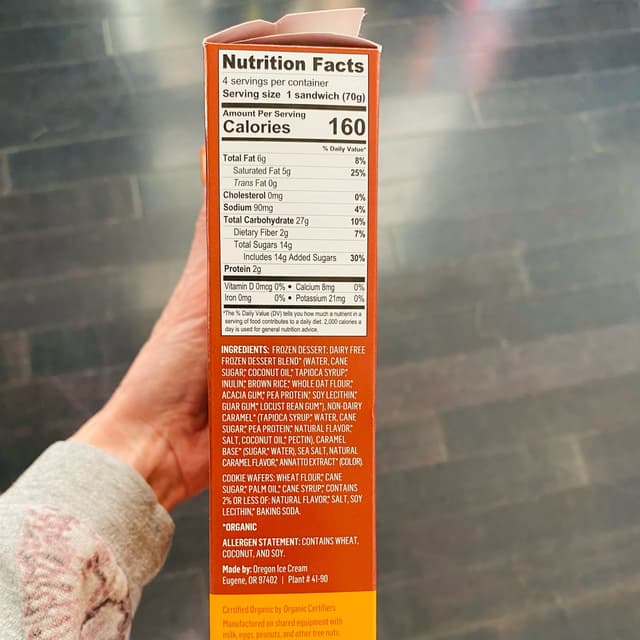 Nutrition Facts
4 servings per container
Serving size 1 sandwich (70g)
Amount Per Serving
Calories 160
% Daily Value*
Total Fat 6g 8%
Saturated Fat 5g 25%
Trans Fat 0g
Cholesterol 0mg 0%
Sodium 90mg 4%
Total Carbohydrate 27g 10%
Dietary Fiber 2g 7%
Total Sugars 14g
Includes 14g Added Sugars 30%
Protein 2g
Vitamin D 0mcg 0% • Calcium 8mg 0%
Iron 0mg 0% • Potassium 21mg 0%
*The % Daily Value (DV) tells you how much a nutrient in a
serving of food contributes to a daily diet. 2,000 calories a
day is used for general nutrition advice.
INGREDIENTS: FROZEN DESSERT: DAIRY FREE
FROZEN DESSERT BLEND* (WATER, CANE
SUGAR,* COCONUT OIL,* TAPIOCA SYRUP,*
INULIN,* BROWN RICE,* WHOLE OAT FLOUR,*
ACACIA GUM,* PEA PROTEIN,* SOY LECITHIN,*
GUAR GUM,* LOCUST BEAN GUM*), NON-DAIRY
CARAMEL* (TAPIOCA SYRUP,* WATER, CANE
SUGAR,* PEA PROTEIN,* NATURAL FLAVOR,*
SALT, COCONUT OIL,* PECTIN), CARAMEL
BASE* (SUGAR,* WATER), SEA SALT, NATURAL
CARAMEL FLAVOR,* ANNATTO EXTRACT* (COLOR).
COOKIE WAFERS: WHEAT FLOUR,* CANE
SUGAR,* PALM OIL,* CANE SYRUP,* CONTAINS
2% OR LESS OF: NATURAL FLAVOR,* SALT, SOY
LECITHIN,* BAKING SODA.
*ORGANIC
ALLERGEN STATEMENT: CONTAINS WHEAT,
COCONUT, AND SOY.
Made by: Oregon Ice Cream
Eugene, OR 97402 | Plant # 41-90
Certified Organic by Organic Certifiers
Manufactured on shared equipment with
milk, eggs, peanuts, and other tree nuts.